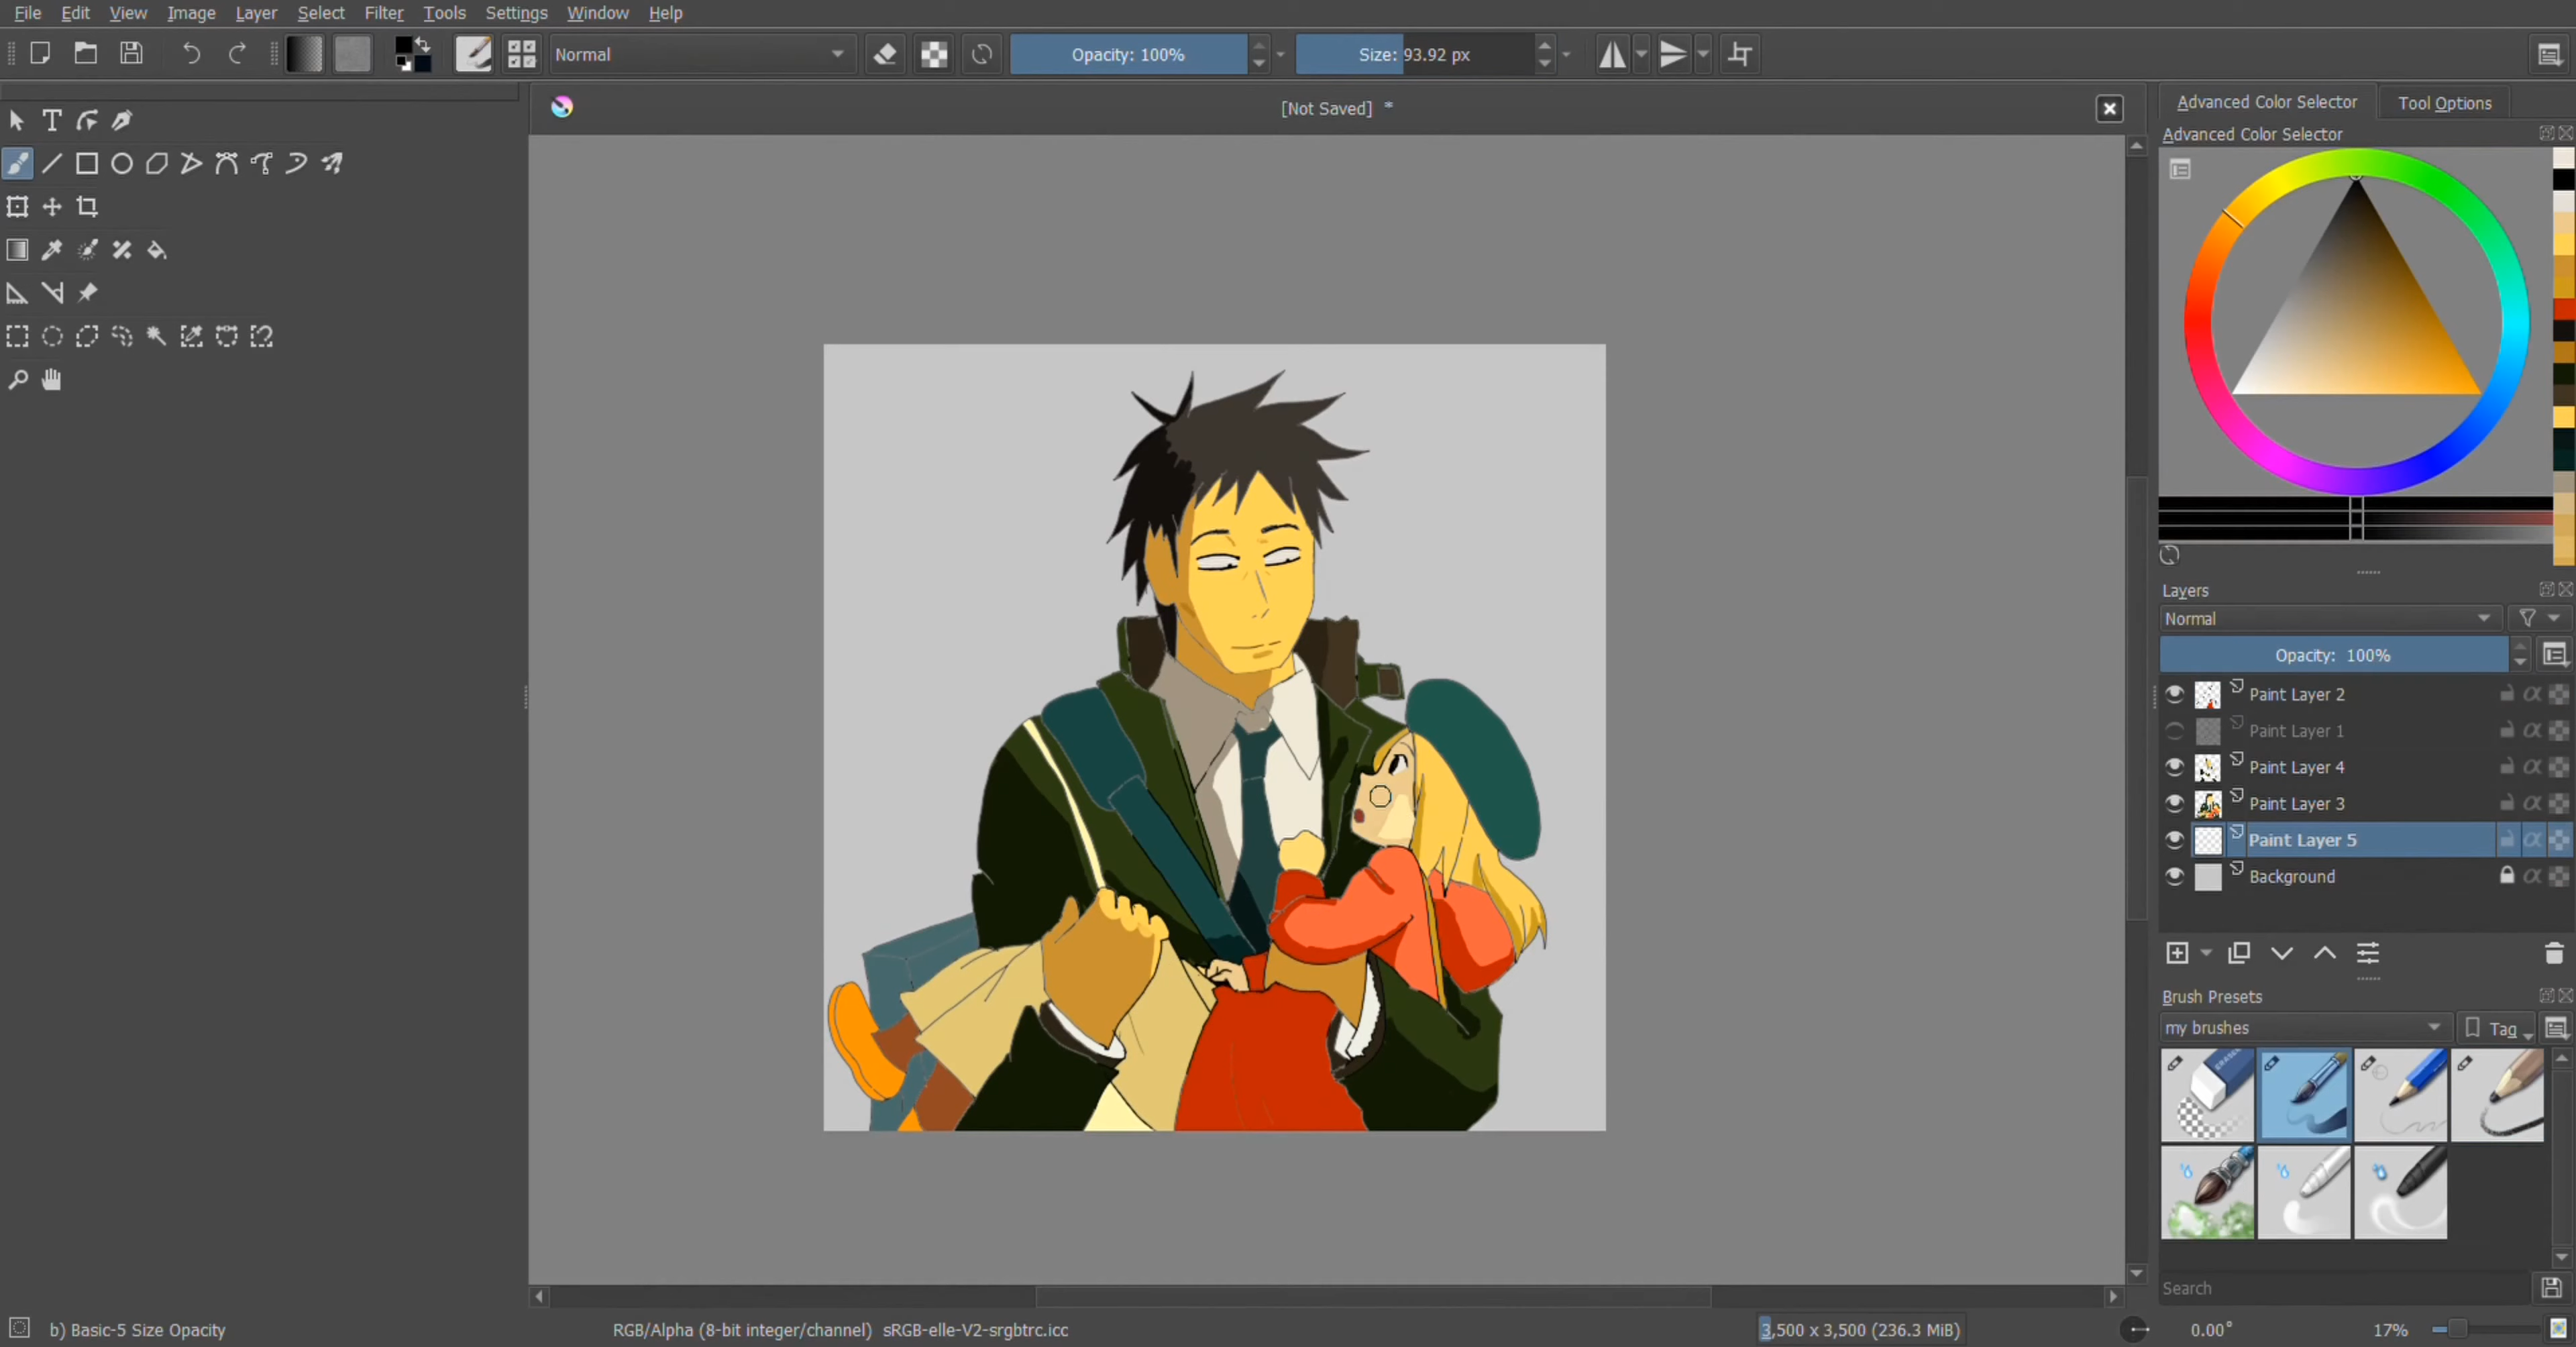 File Edit View Image Layer Select Filter Tools Settings Window Help
Normal
Opacity: 100%
Size: 93.92 px
[Not Saved] *
Advanced Color Selector
Tool Options
Advanced Color Selector
Layers
Normal
Opacity: 100%
Paint Layer 2
Paint Layer 1
Paint Layer 4
Paint Layer 3
Paint Layer 5
Background
Brush Presets
my brushes
Tag
ERASER
Search
b) Basic-5 Size Opacity
RGB/Alpha (8-bit integer/channel) sRGB-elle-V2-srgbtrc.icc
3,500 x 3,500 (236.3 MiB)
0.00°
17%